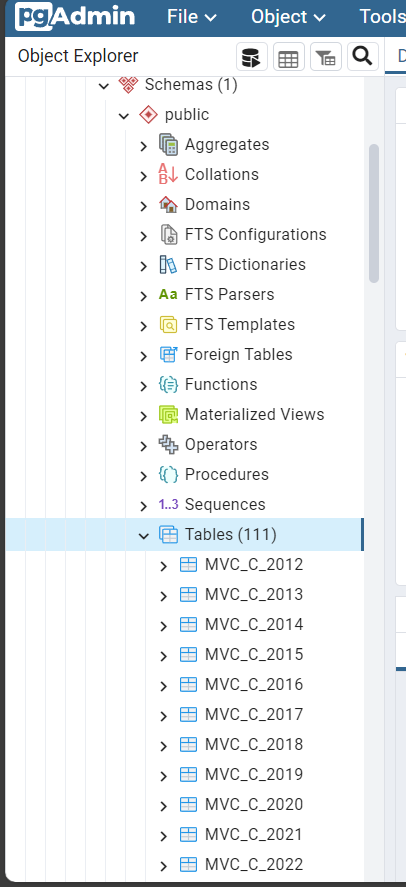 pgAdmin File Object Tools
Object Explorer
Schemas (1)
public
Aggregates
Collations
Domains
FTS Configurations
FTS Dictionaries
Aa FTS Parsers
FTS Templates
Foreign Tables
Functions
Materialized Views
Operators
Procedures
1..3 Sequences
Tables (111)
MVC_C_2012
MVC_C_2013
MVC_C_2014
MVC_C_2015
MVC_C_2016
MVC_C_2017
MVC_C_2018
MVC_C_2019
MVC_C_2020
MVC_C_2021
MVC_C_2022